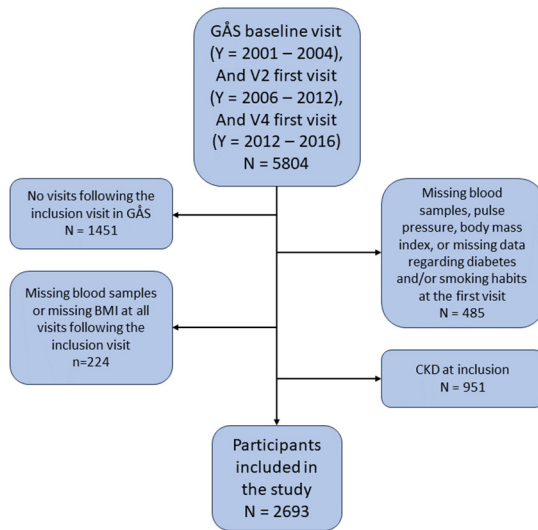 GÅS baseline visit
(Y = 2001 – 2004),
And V2 first visit
(Y = 2006 – 2012),
And V4 first visit
(Y = 2012 – 2016)
N = 5804
No visits following the
inclusion visit in GÅS
N = 1451
Missing blood
samples, pulse
pressure, body mass
index, or missing data
regarding diabetes
and/or smoking habits
at the first visit
N = 485
Missing blood samples
or missing BMI at all
visits following the
inclusion visit
n=224
CKD at inclusion
N = 951
Participants
included in
the study
N = 2693